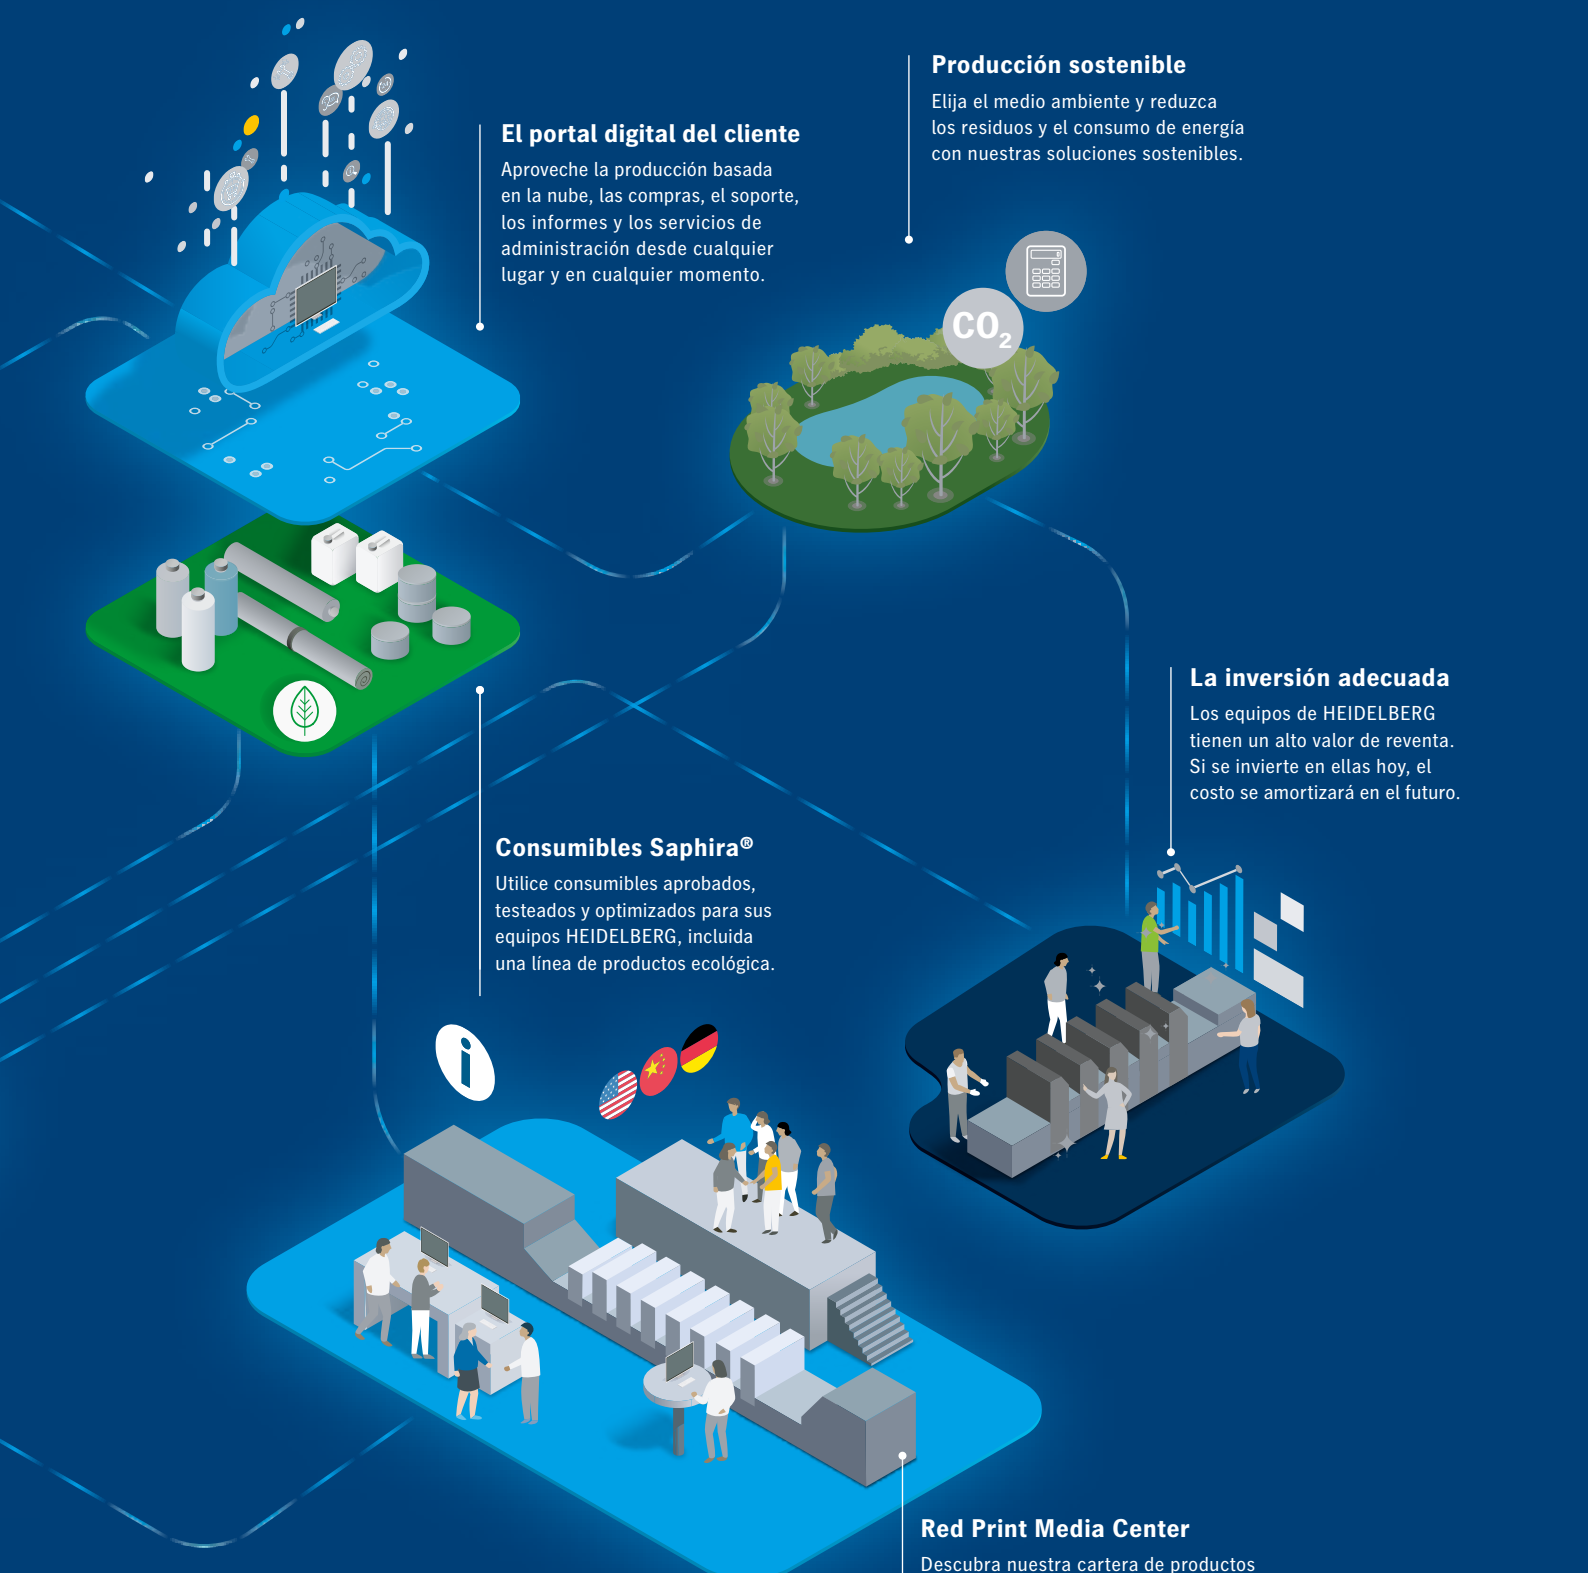 El portal digital del cliente
Aproveche la producción basada
en la nube, las compras, el soporte,
los informes y los servicios de
administración desde cualquier
lugar y en cualquier momento.
Producción sostenible
Elija el medio ambiente y reduzca
los residuos y el consumo de energía
con nuestras soluciones sostenibles.
CO₂
La inversión adecuada
Los equipos de HEIDELBERG
tienen un alto valor de reventa.
Si se invierte en ellas hoy, el
costo se amortizará en el futuro.
Consumibles Saphira®
Utilice consumibles aprobados,
testeados y optimizados para sus
equipos HEIDELBERG, incluida
una línea de productos ecológica.
i
Red Print Media Center
Descubra nuestra cartera de productos